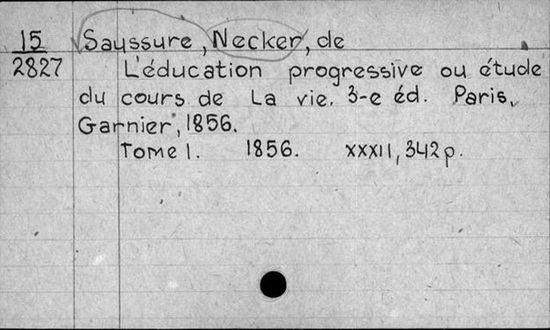 15 Saussure, Necker, de
2827 L'éducation progressive ou étude
du cours de La vie. 3-e éd. Paris,
Garnier, 1856.
Tome I. 1856. XXXII, 342 p.